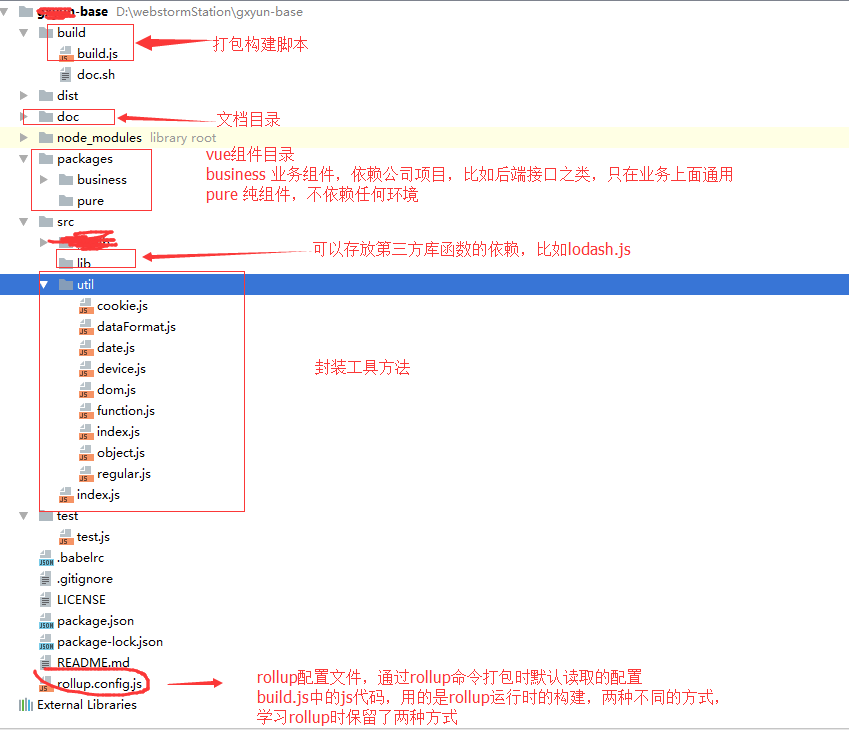 -base D:\webstormStation\gxyun-base
build
build.js
打包构建脚本
doc.sh
dist
doc
文档目录
node_modules library root
packages
vue组件目录
business
business 业务组件，依赖公司项目，比如后端接口之类，只在业务上面通用
pure
pure 纯组件，不依赖任何环境
src
lib
可以存放第三方库函数的依赖，比如lodash.js
util
cookie.js
dataFormat.js
date.js
device.js
封装工具方法
dom.js
function.js
index.js
object.js
regular.js
index.js
test
test.js
.babelrc
.gitignore
LICENSE
package.json
package-lock.json
README.md
rollup.config.js
rollup配置文件，通过rollup命令打包时默认读取的配置
build.js中的js代码，用的是rollup运行时的构建，两种不同的方式，
学习rollup时保留了两种方式
External Libraries